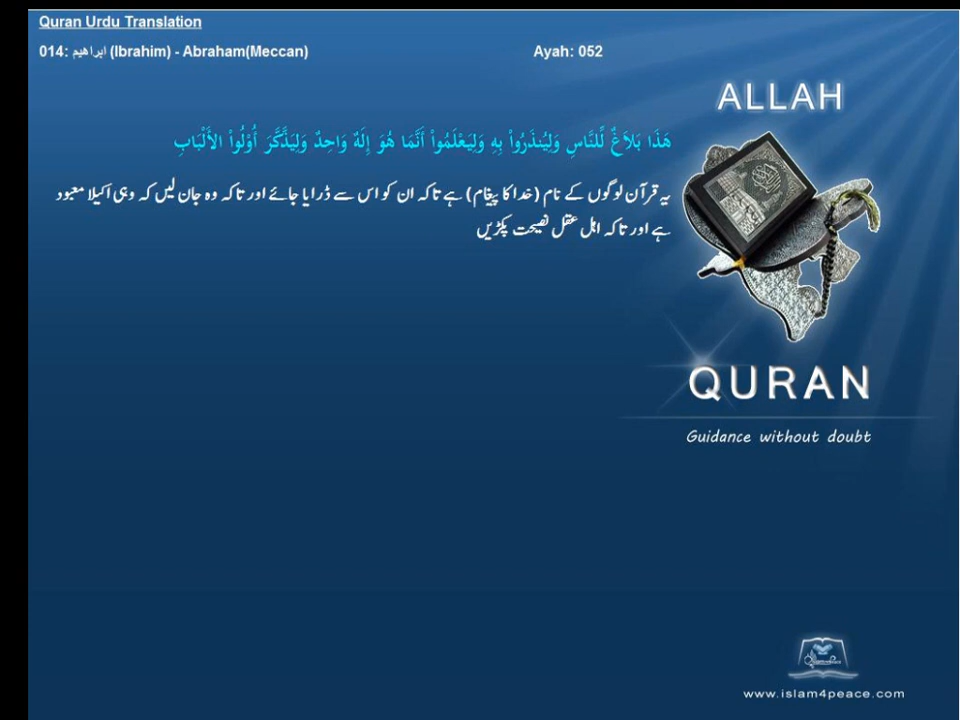 Quran Urdu Translation
014: ابراهيم (Ibrahim) - Abraham(Meccan) Ayah: 052
ALLAH
هَذَا بَلاَغٌ لِّلنَّاسِ وَلِيُنذَرُواْ بِهِ وَلِيَعْلَمُواْ أَنَّمَا هُوَ إِلَهٌ وَاحِدٌ وَلِيَذَّكَّرَ أُوْلُواْ الأَلْبَابِ
یہ قرآن لوگوں کے نام (خدا کا پیغام) ہے تاکہ ان کو اس سے ڈرایا جائے اور تاکہ وہ جان لیں کہ وہی اکیلا معبود
ہے اور تاکہ اہل عقل نصیحت پکڑیں
QURAN
Guidance without doubt
www.islam4peace.com